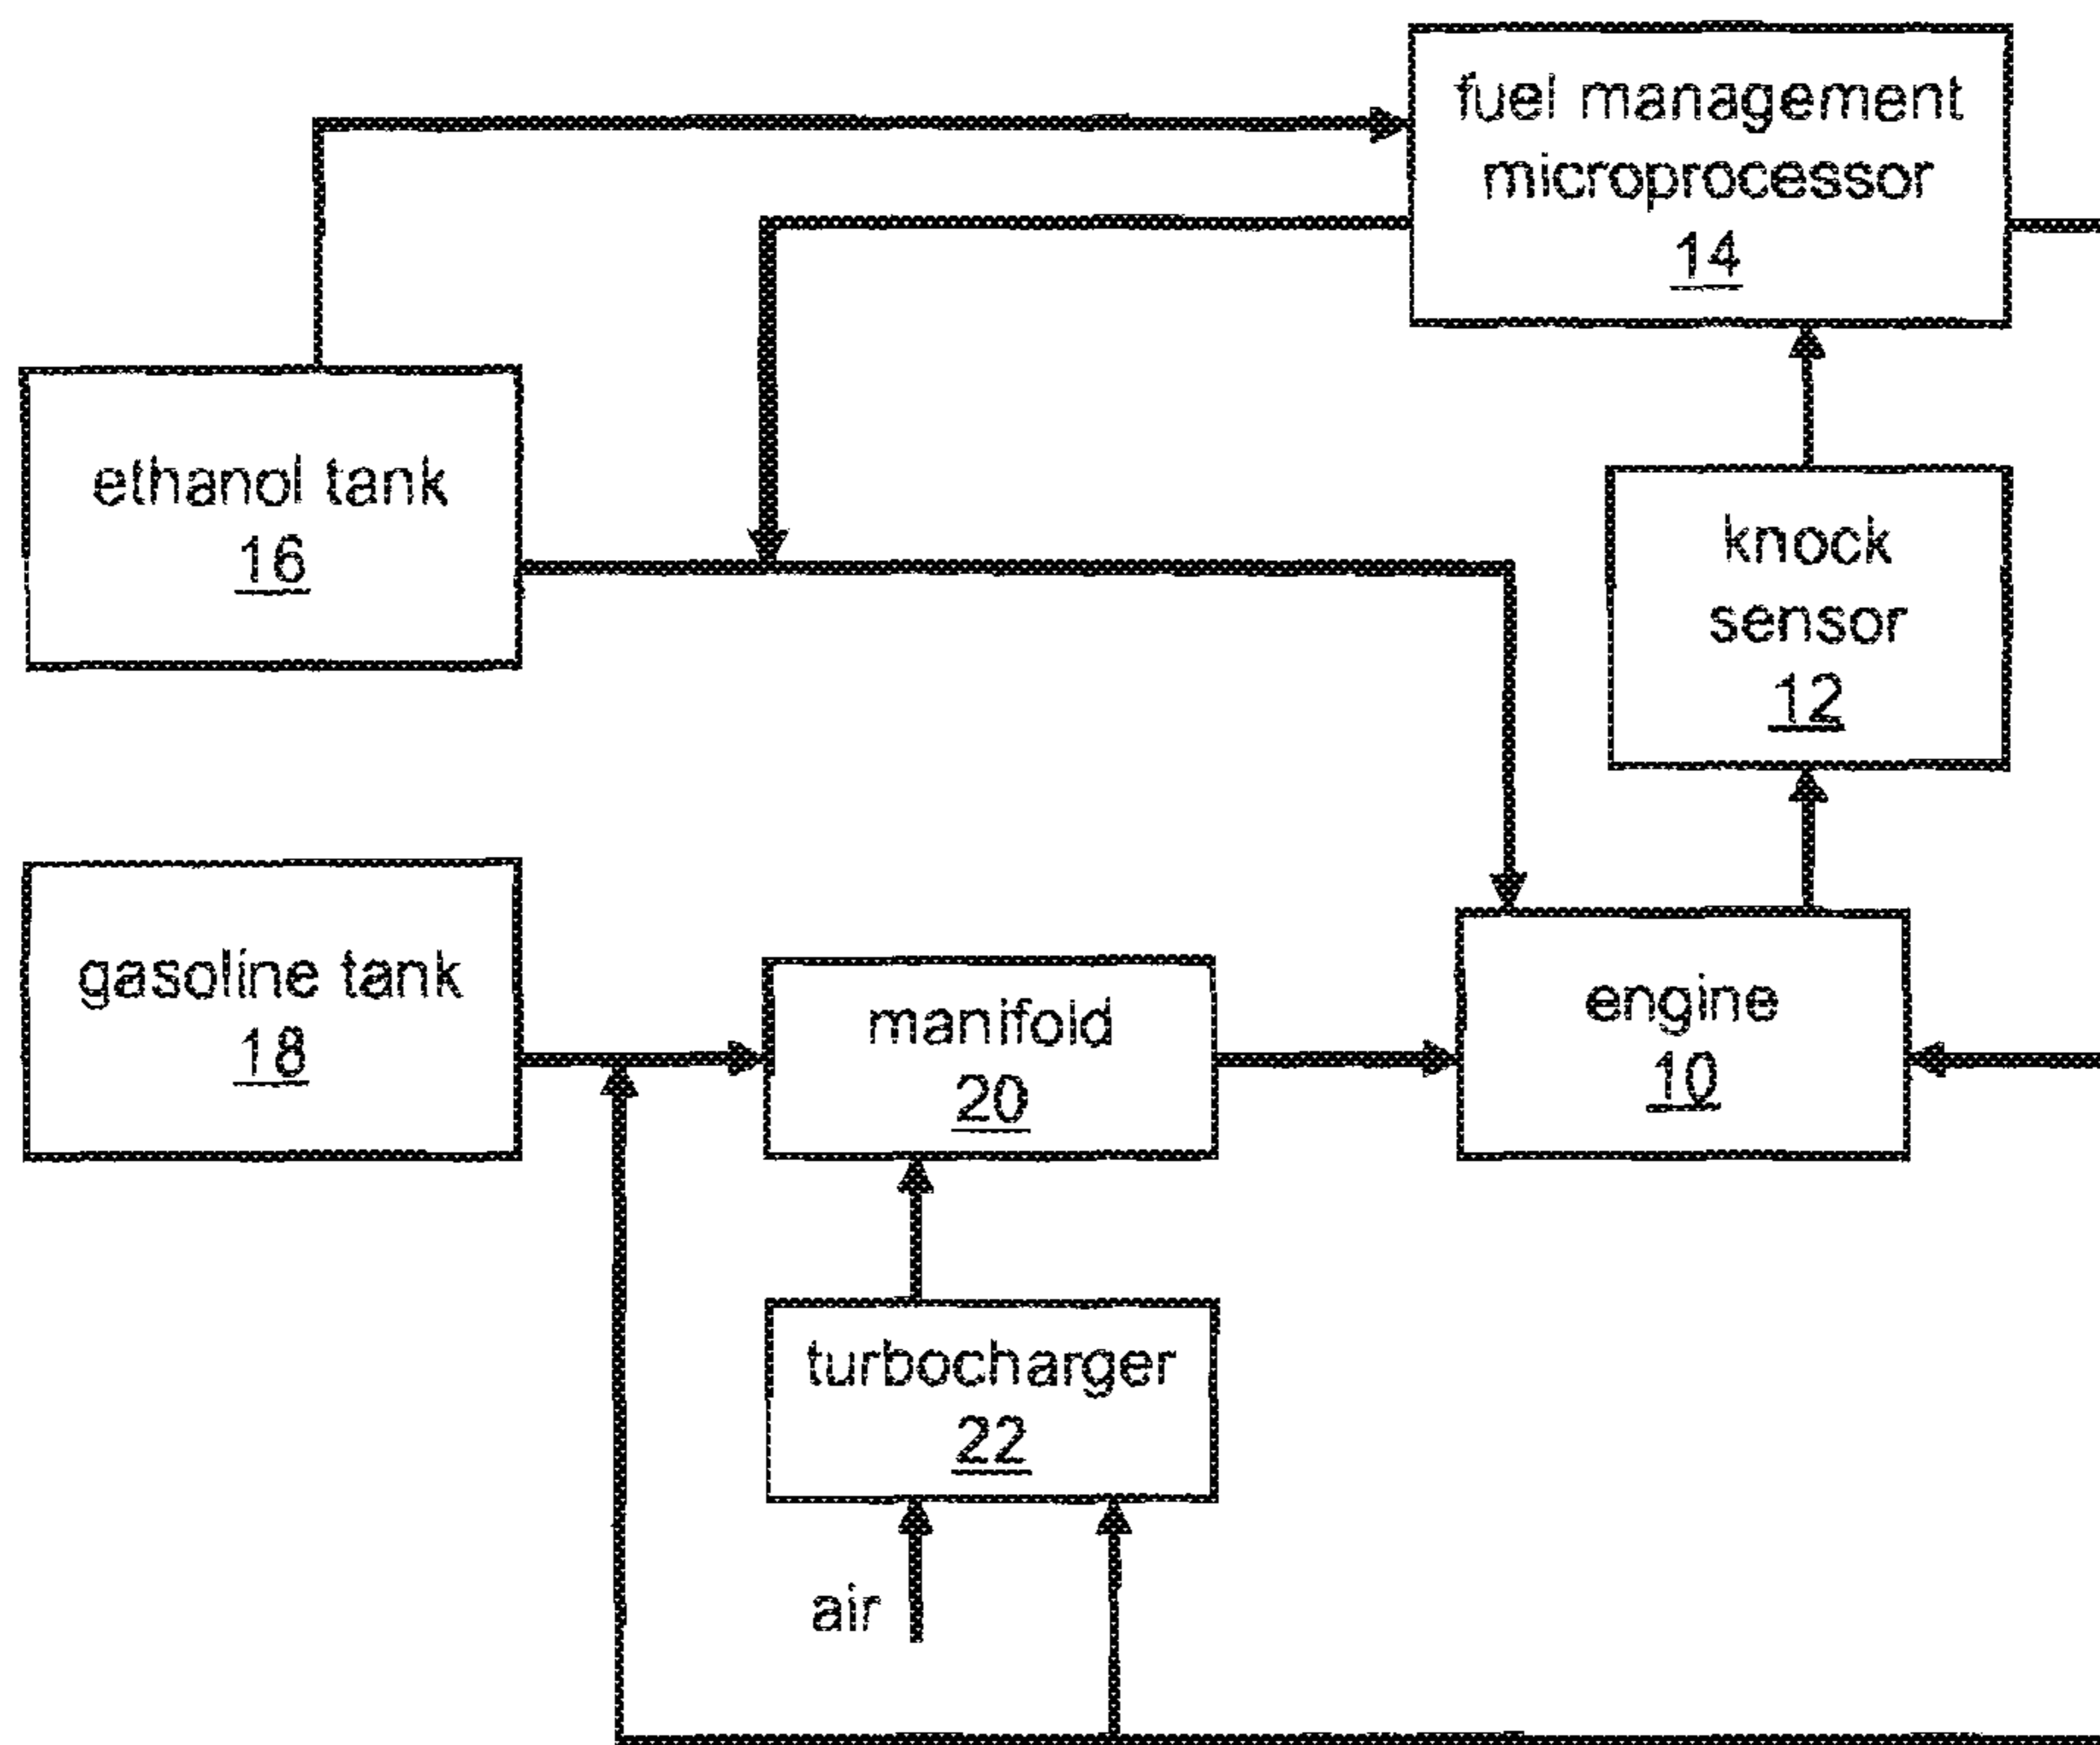 fuel management
microprocessor
14
ethanol tank
16
knock
sensor
12
gasoline tank
18
manifold
20
engine
10
turbocharger
22
air